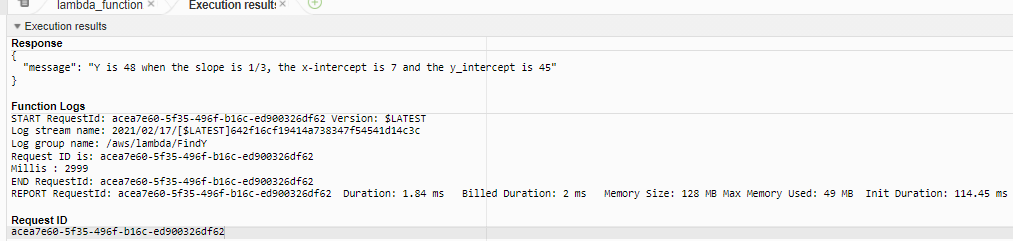 lambda_function × Execution results ×
Execution results
Response
{
"message": "Y is 48 when the slope is 1/3, the x-intercept is 7 and the y_intercept is 45"
}
Function Logs
START RequestId: acea7e60-5f35-496f-b16c-ed900326df62 Version: $LATEST
Log stream name: 2021/02/17/[$LATEST]642f16cf19414a738347f54541d14c3c
Log group name: /aws/lambda/FindY
Request ID is: acea7e60-5f35-496f-b16c-ed900326df62
Millis : 2999
END RequestId: acea7e60-5f35-496f-b16c-ed900326df62
REPORT RequestId: acea7e60-5f35-496f-b16c-ed900326df62 Duration: 1.84 ms Billed Duration: 2 ms Memory Size: 128 MB Max Memory Used: 49 MB Init Duration: 114.45 ms
Request ID
acea7e60-5f35-496f-b16c-ed900326df62